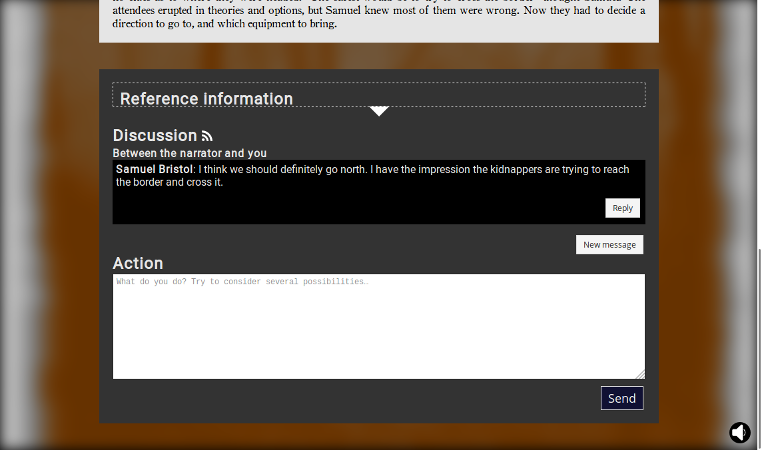 attendees erupted in theories and options, but Samuel knew most of them were wrong. Now they had to decide a
direction to go to, and which equipment to bring.
Reference information
Discussion
Between the narrator and you
Samuel Bristol: I think we should definitely go north. I have the impression the kidnappers are trying to reach
the border and cross it.
Reply
New message
Action
What do you do? Try to consider several possibilities…
Send